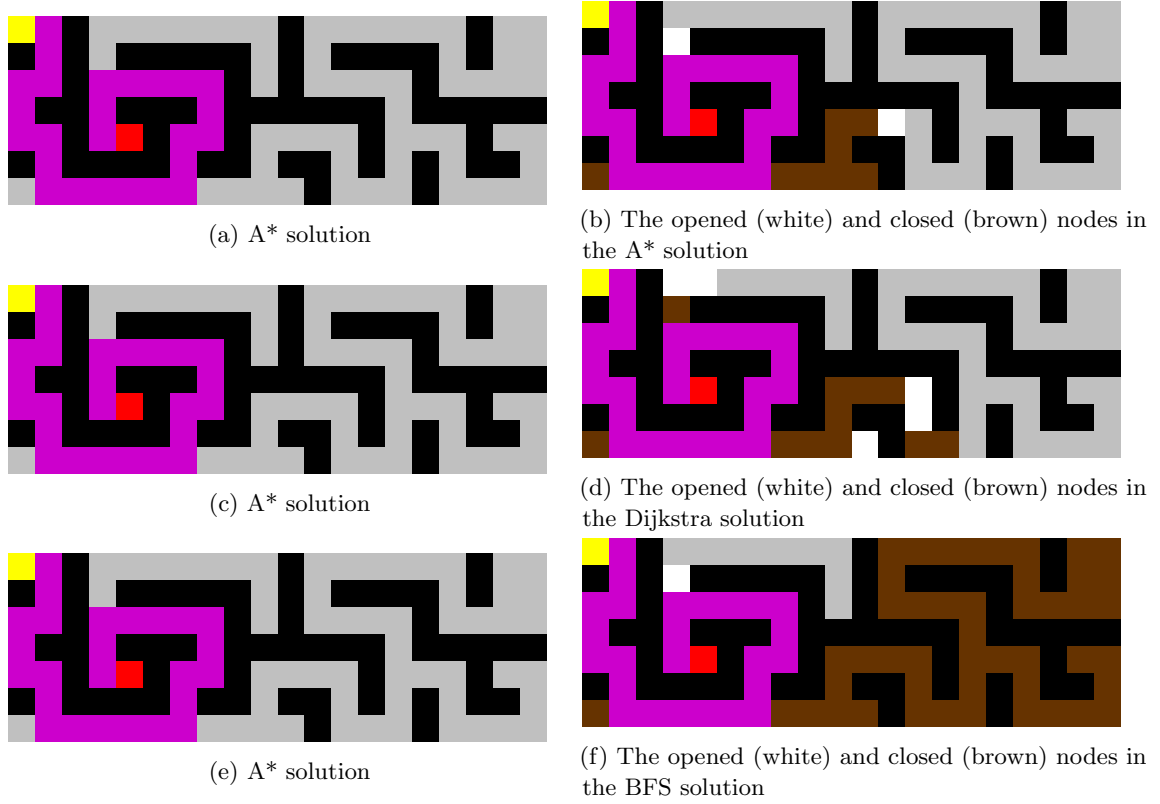 (a) A* solution
(b) The opened (white) and closed (brown) nodes in
the A* solution
(c) A* solution
(d) The opened (white) and closed (brown) nodes in
the Dijkstra solution
(e) A* solution
(f) The opened (white) and closed (brown) nodes in
the BFS solution